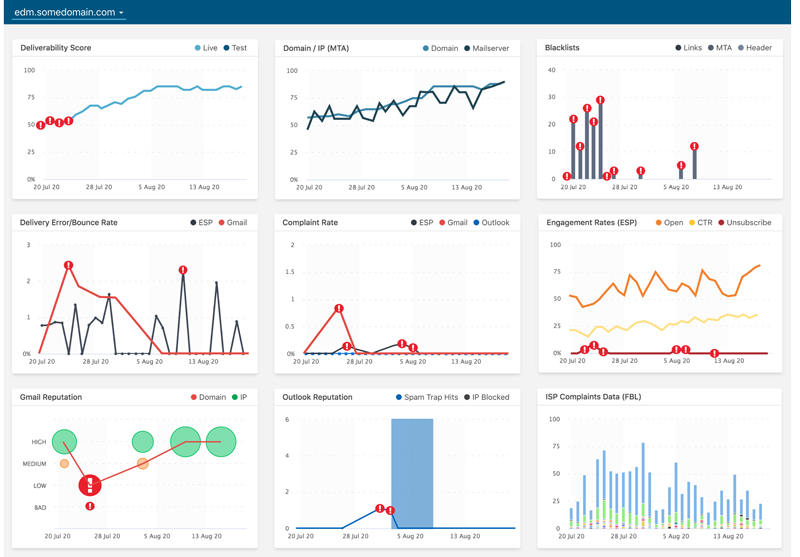 edm.somedomain.com
Deliverability Score Live Test
100
75
50
25
0%
20 Jul 20 28 Jul 20 5 Aug 20 13 Aug 20
Domain / IP (MTA) Domain Mailserver
100
75
50
25
0%
20 Jul 20 28 Jul 20 5 Aug 20 13 Aug 20
Blacklists Links MTA Header
40
30
20
10
0
20 Jul 20 28 Jul 20 5 Aug 20 13 Aug 20
Delivery Error/Bounce Rate ESP Gmail
3
2
1
0%
20 Jul 20 28 Jul 20 5 Aug 20 13 Aug 20
Complaint Rate ESP Gmail Outlook
2
1.5
1
0.5
0%
20 Jul 20 28 Jul 20 5 Aug 20 13 Aug 20
Engagement Rates (ESP) Open CTR Unsubscribe
100
75
50
25
0%
20 Jul 20 28 Jul 20 5 Aug 20 13 Aug 20
Gmail Reputation Domain IP
HIGH
MEDIUM
LOW
BAD
20 Jul 20 28 Jul 20 5 Aug 20 13 Aug 20
Outlook Reputation Spam Trap Hits IP Blocked
6
4
2
0
20 Jul 20 28 Jul 20 5 Aug 20 13 Aug 20
ISP Complaints Data (FBL)
100
75
50
25
0
20 Jul 20 28 Jul 20 5 Aug 20 13 Aug 20